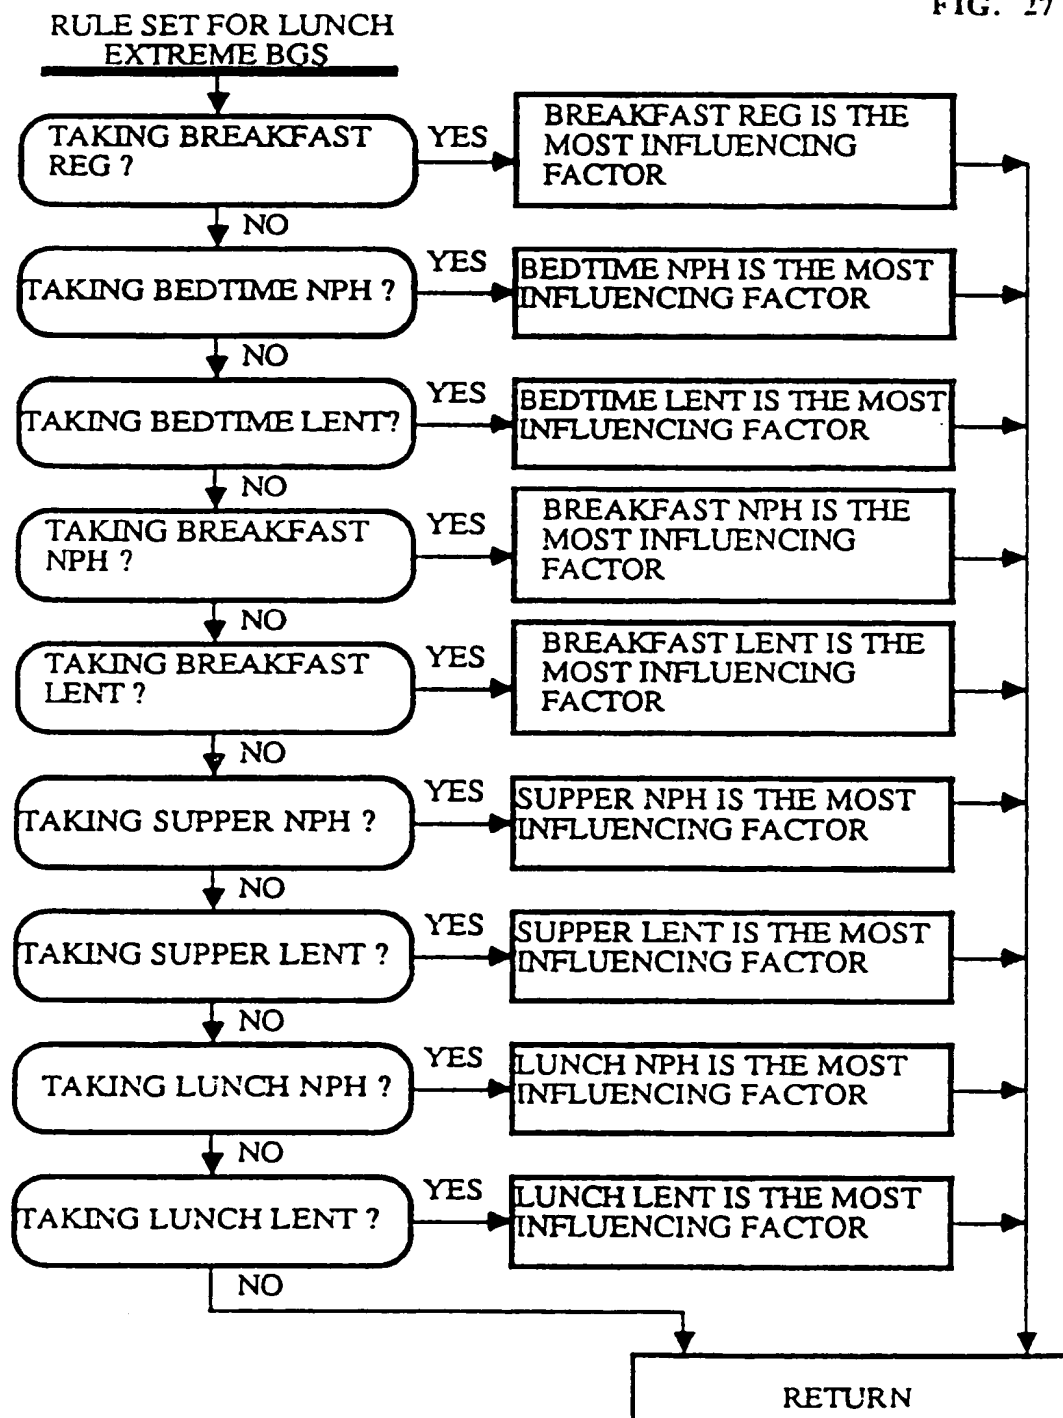 FIG. 27
RULE SET FOR LUNCH
EXTREME BGS
TAKING BREAKFAST
REG ?
YES
BREAKFAST REG IS THE
MOST INFLUENCING
FACTOR
NO
TAKING BEDTIME NPH ?
YES
BEDTIME NPH IS THE MOST
INFLUENCING FACTOR
NO
TAKING BEDTIME LENT?
YES
BEDTIME LENT IS THE MOST
INFLUENCING FACTOR
NO
TAKING BREAKFAST
NPH ?
YES
BREAKFAST NPH IS THE
MOST INFLUENCING
FACTOR
NO
TAKING BREAKFAST
LENT ?
YES
BREAKFAST LENT IS THE
MOST INFLUENCING
FACTOR
NO
TAKING SUPPER NPH ?
YES
SUPPER NPH IS THE MOST
INFLUENCING FACTOR
NO
TAKING SUPPER LENT ?
YES
SUPPER LENT IS THE MOST
INFLUENCING FACTOR
NO
TAKING LUNCH NPH ?
YES
LUNCH NPH IS THE MOST
INFLUENCING FACTOR
NO
TAKING LUNCH LENT ?
YES
LUNCH LENT IS THE MOST
INFLUENCING FACTOR
NO
RETURN